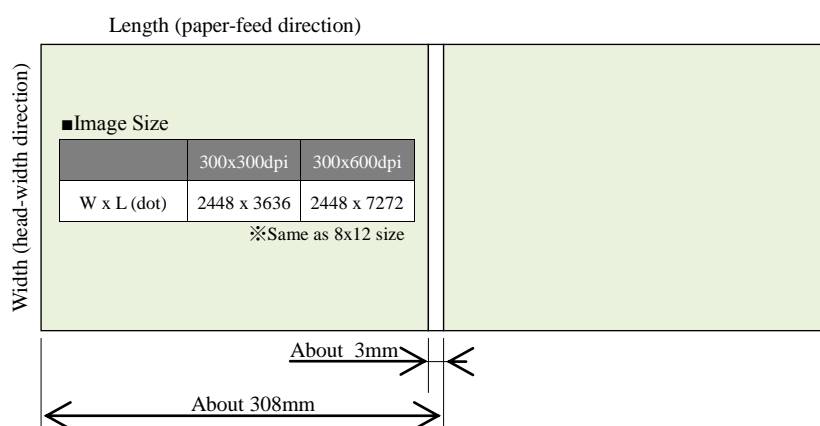 Length (paper-feed direction)
Width (head-width direction)
■Image Size
300x300dpi 300x600dpi
W x L (dot) 2448 x 3636 2448 x 7272
※Same as 8x12 size
About 3mm
About 308mm